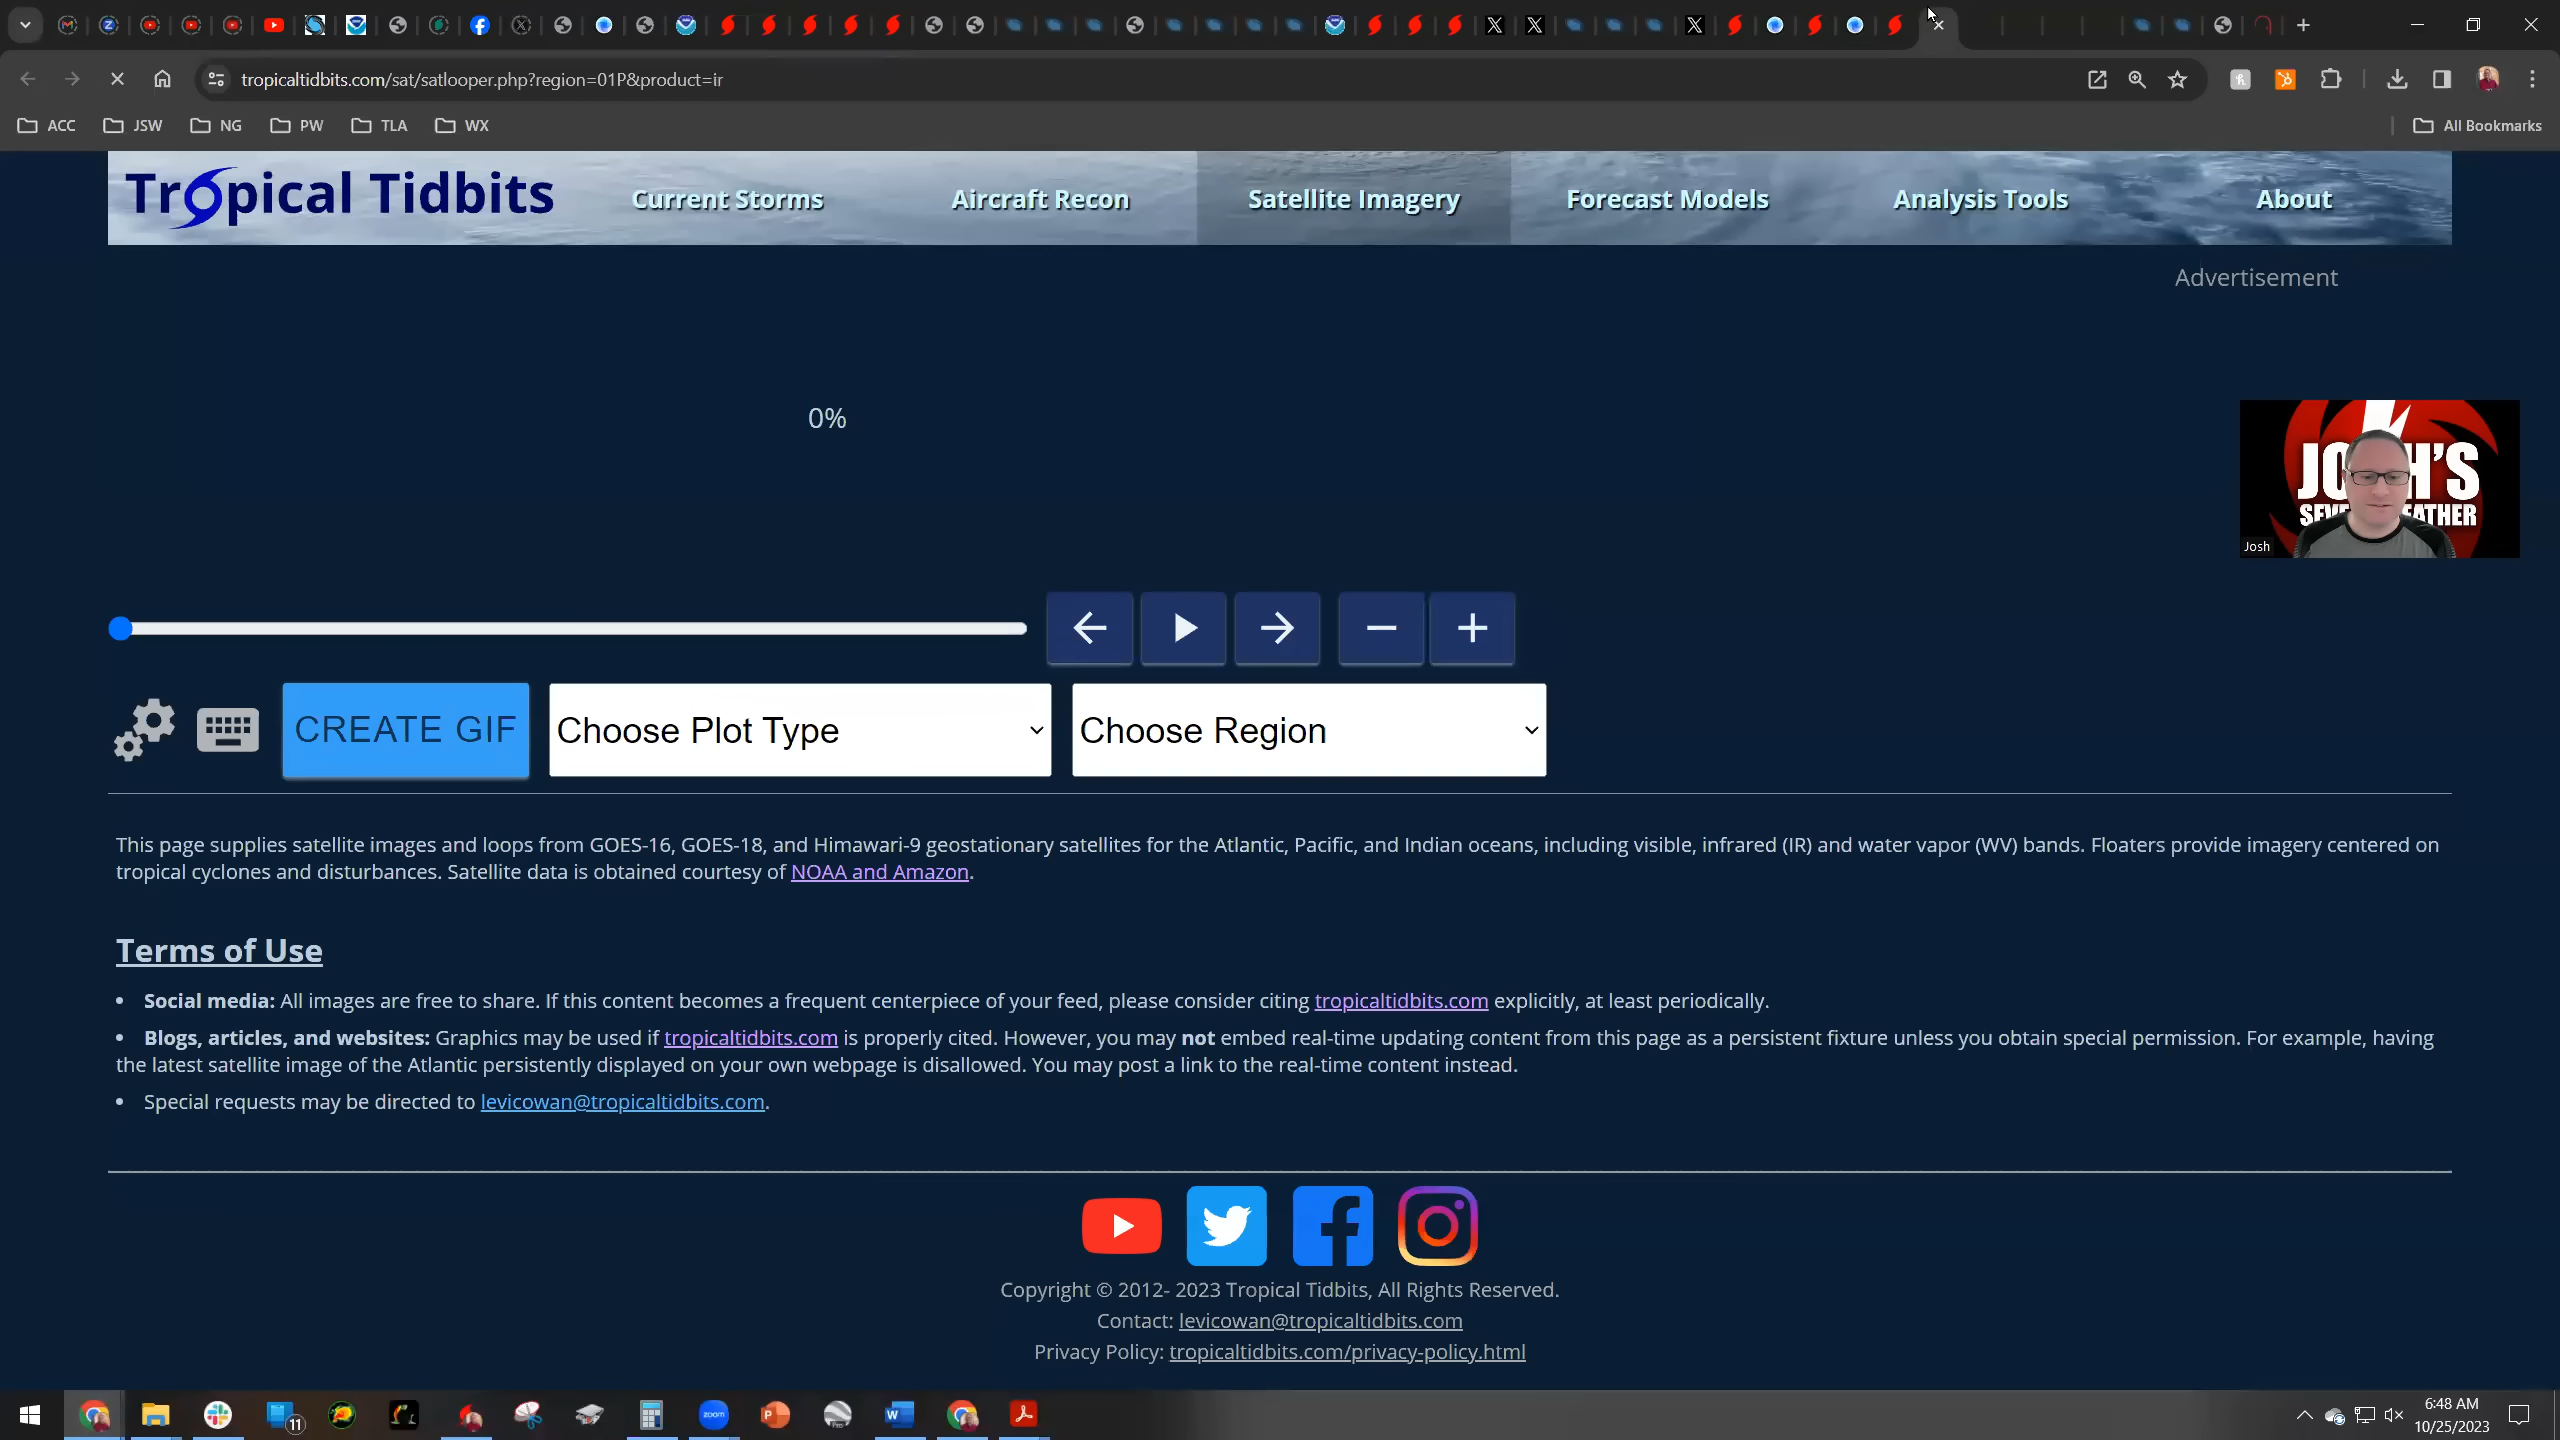 tropicaltidbits.com/sat/satlooper.php?region=01P&product=ir
ACC JSW NG PW TLA WX All Bookmarks
Tropical Tidbits Current Storms Aircraft Recon Satellite Imagery Forecast Models Analysis Tools About
Advertisement
0%
JOSH'S
Josh
CREATE GIF Choose Plot Type Choose Region
This page supplies satellite images and loops from GOES-16, GOES-18, and Himawari-9 geostationary satellites for the Atlantic, Pacific, and Indian oceans, including visible, infrared (IR) and water vapor (WV) bands. Floaters provide imagery centered on
tropical cyclones and disturbances. Satellite data is obtained courtesy of NOAA and Amazon.
Terms of Use
• Social media: All images are free to share. If this content becomes a frequent centerpiece of your feed, please consider citing tropicaltidbits.com explicitly, at least periodically.
• Blogs, articles, and websites: Graphics may be used if tropicaltidbits.com is properly cited. However, you may not embed real-time updating content from this page as a persistent fixture unless you obtain special permission. For example, having
the latest satellite image of the Atlantic persistently displayed on your own webpage is disallowed. You may post a link to the real-time content instead.
• Special requests may be directed to levicowan@tropicaltidbits.com.
Copyright © 2012- 2023 Tropical Tidbits, All Rights Reserved.
Contact: levicowan@tropicaltidbits.com
Privacy Policy: tropicaltidbits.com/privacy-policy.html
11
zoom
6:48 AM
10/25/2023